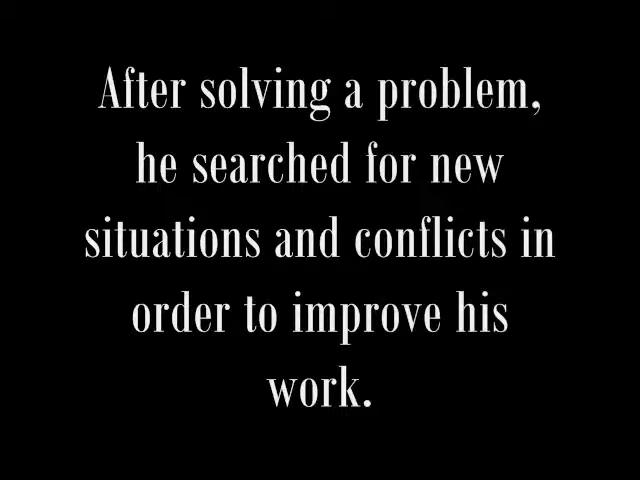 After solving a problem,
he searched for new
situations and conflicts in
order to improve his
work.